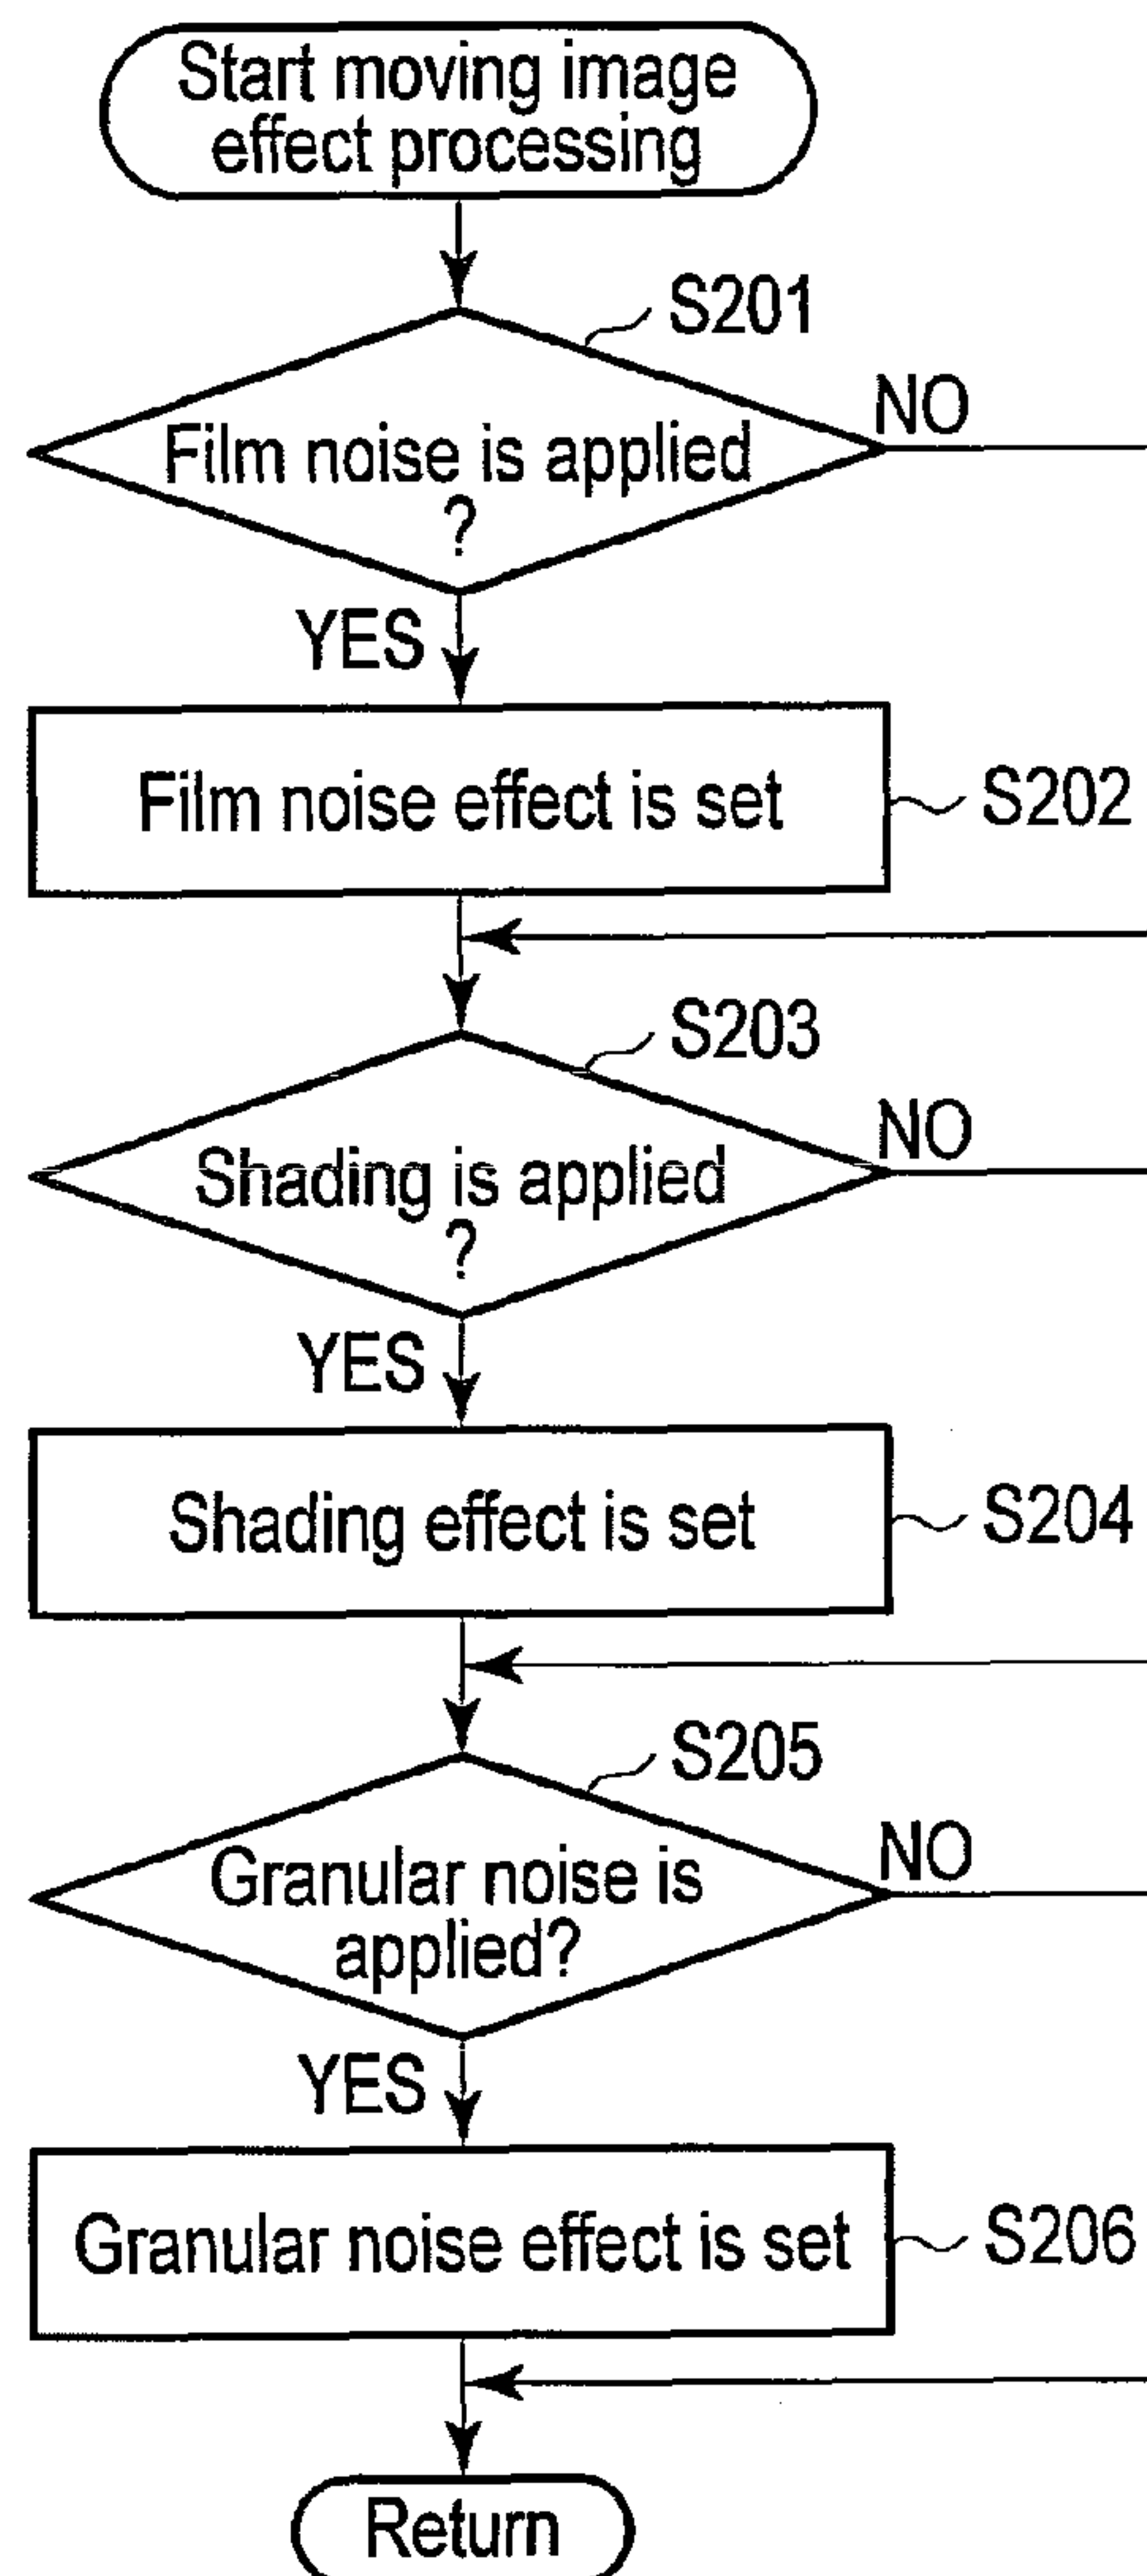 Start moving image
effect processing
S201
NO
Film noise is applied
?
YES
Film noise effect is set
S202
S203
NO
Shading is applied
?
YES
Shading effect is set
S204
S205
NO
Granular noise is
applied?
YES
Granular noise effect is set
S206
Return